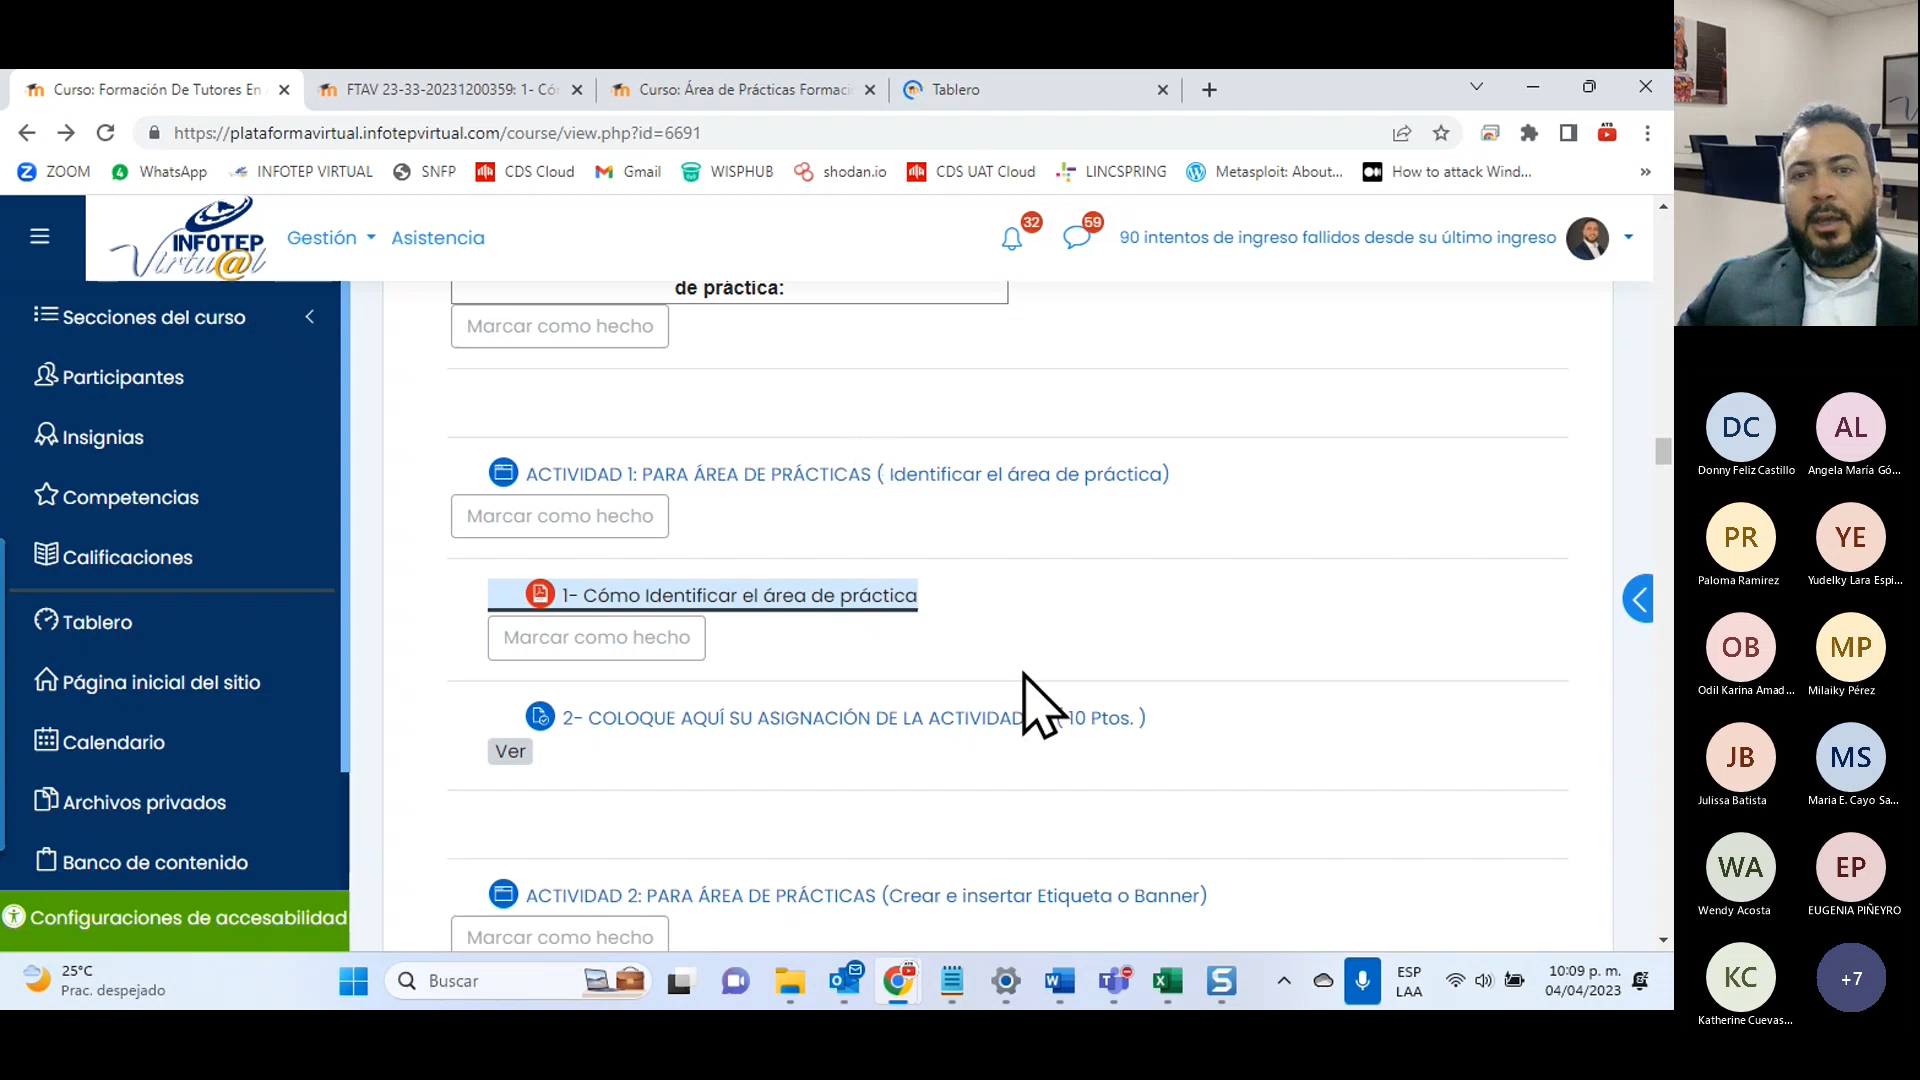 Curso: Formación De Tutores En
FTAV 23-33-20231200359: 1- Có
Curso: Área de Prácticas Formaci
Tablero
https://plataformavirtual.infotepvirtual.com/course/view.php?id=6691
ZOOM
WhatsApp
INFOTEP VIRTUAL
SNFP
CDS Cloud
Gmail
WISPHUB
shodan.io
CDS UAT Cloud
LINCSPRING
Metasploit: About...
How to attack Wind...
»
INFOTEP
Virtu@l
Gestión
Asistencia
32
59
90 intentos de ingreso fallidos desde su último ingreso
Secciones del curso
Participantes
Insignias
Competencias
Calificaciones
Tablero
Página inicial del sitio
Calendario
Archivos privados
Banco de contenido
Configuraciones de accesabilidad
de práctica:
Marcar como hecho
ACTIVIDAD 1: PARA ÁREA DE PRÁCTICAS ( Identificar el área de práctica)
Marcar como hecho
1- Cómo Identificar el área de práctica
Marcar como hecho
2- COLOQUE AQUÍ SU ASIGNACIÓN DE LA ACTIVIDAD 10 Ptos. )
Ver
ACTIVIDAD 2: PARA ÁREA DE PRÁCTICAS (Crear e insertar Etiqueta o Banner)
Marcar como hecho
25°C
Prac. despejado
Buscar
ESP
LAA
10:09 p. m.
04/04/2023
DC
Donny Feliz Castillo
AL
Angela María Gó...
PR
Paloma Ramirez
YE
Yudelky Lara Espi...
OB
Odil Karina Amad...
MP
Milaiky Pérez
JB
Julissa Batista
MS
Maria E. Cayo Sa...
WA
Wendy Acosta
EP
EUGENIA PIÑEYRO
KC
Katherine Cuevas...
+7